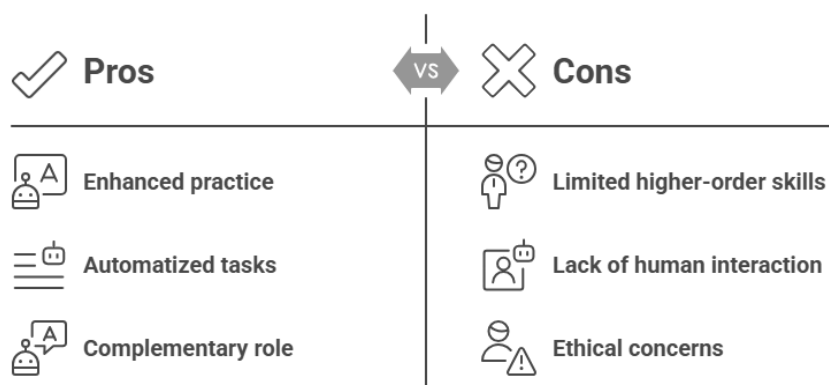 Pros
VS
Cons
A
Enhanced practice
?
Limited higher-order skills
Automatized tasks
Lack of human interaction
A
Complementary role
Ethical concerns